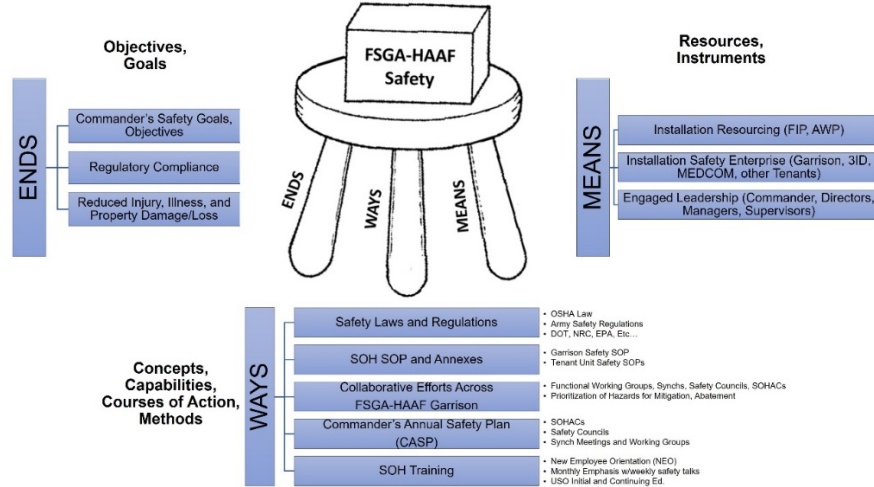 Objectives,
Goals
ENDS
Commander's Safety Goals,
Objectives
Regulatory Compliance
Reduced Injury, Illness, and
Property Damage/Loss
FSGA-HAAF
Safety
ENDS
WAYS
MEANS
Resources,
Instruments
MEANS
Installation Resourcing (FIP, AWP)
Installation Safety Enterprise (Garrison, 3ID,
MEDCOM, other Tenants)
Engaged Leadership (Commander, Directors,
Managers, Supervisors)
Concepts,
Capabilities,
Courses of Action,
Methods
WAYS
Safety Laws and Regulations
• OSHA Law
• Army Safety Regulations
• DOT, NRC, EPA, Etc…
SOH SOP and Annexes
• Garrison Safety SOP
• Tenant Unit Safety SOPs
Collaborative Efforts Across
FSGA-HAAF Garrison
• Functional Working Groups, Synchs, Safety Councils, SOHACs
• Prioritization of Hazards for Mitigation, Abatement
Commander's Annual Safety Plan
(CASP)
• SOHACs
• Safety Councils
• Synch Meetings and Working Groups
SOH Training
• New Employee Orientation (NEO)
• Monthly Emphasis w/weekly safety talks
• USO Initial and Continuing Ed.